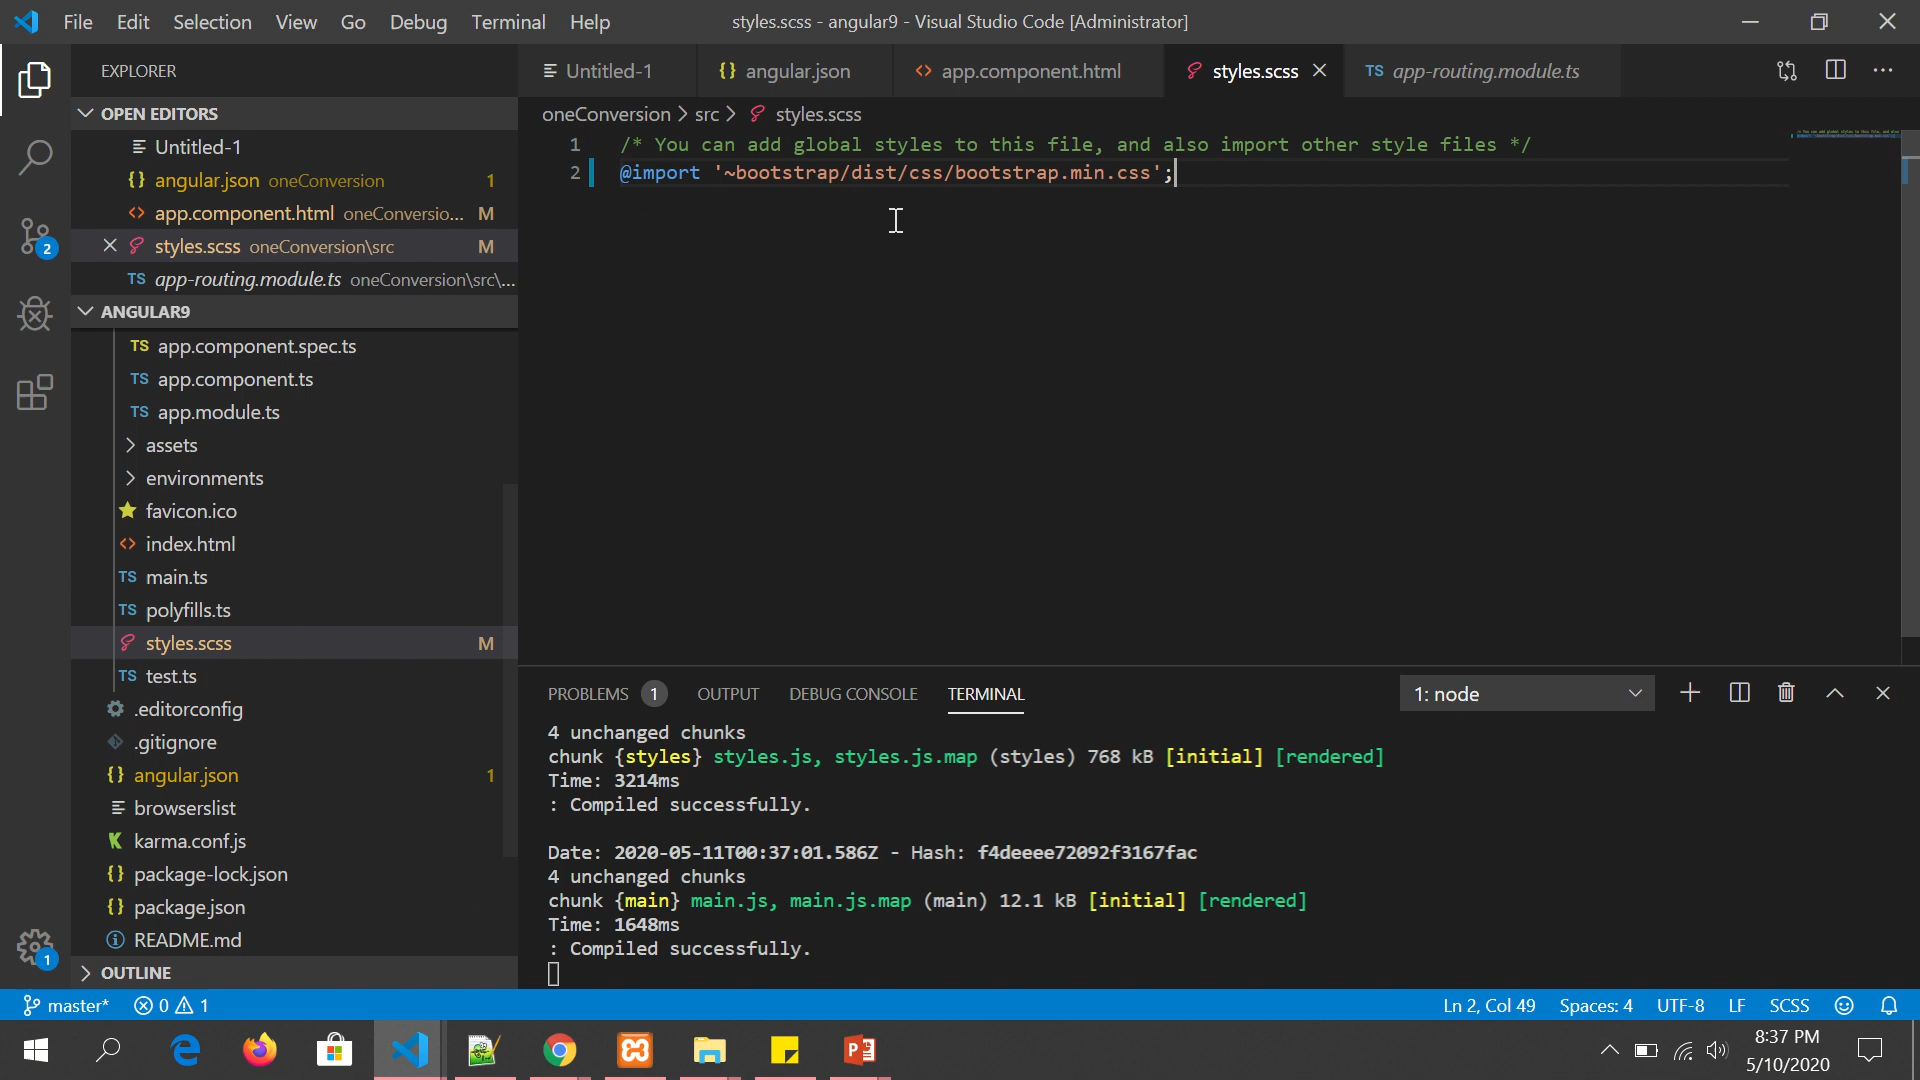 File Edit Selection View Go Debug Terminal Help
styles.scss - angular9 - Visual Studio Code [Administrator]
EXPLORER
OPEN EDITORS
Untitled-1
{} angular.json oneConversion 1
<> app.component.html oneConversio... M
styles.scss oneConversion\src M
TS app-routing.module.ts oneConversion\src\...
ANGULAR9
TS app.component.spec.ts
TS app.component.ts
TS app.module.ts
assets
environments
favicon.ico
<> index.html
TS main.ts
TS polyfills.ts
styles.scss M
TS test.ts
.editorconfig
.gitignore
{} angular.json 1
browserslist
karma.conf.js
{} package-lock.json
{} package.json
README.md
OUTLINE
2
1
Untitled-1
{} angular.json
<> app.component.html
styles.scss
TS app-routing.module.ts
oneConversion > src > styles.scss
1 /* You can add global styles to this file, and also import other style files */
2 @import '~bootstrap/dist/css/bootstrap.min.css';
PROBLEMS 1 OUTPUT DEBUG CONSOLE TERMINAL
1: node
4 unchanged chunks
chunk {styles} styles.js, styles.js.map (styles) 768 kB [initial] [rendered]
Time: 3214ms
: Compiled successfully.
Date: 2020-05-11T00:37:01.586Z - Hash: f4deeee72092f3167fac
4 unchanged chunks
chunk {main} main.js, main.js.map (main) 12.1 kB [initial] [rendered]
Time: 1648ms
: Compiled successfully.
master* 0 1
Ln 2, Col 49 Spaces: 4 UTF-8 LF SCSS
8:37 PM
5/10/2020